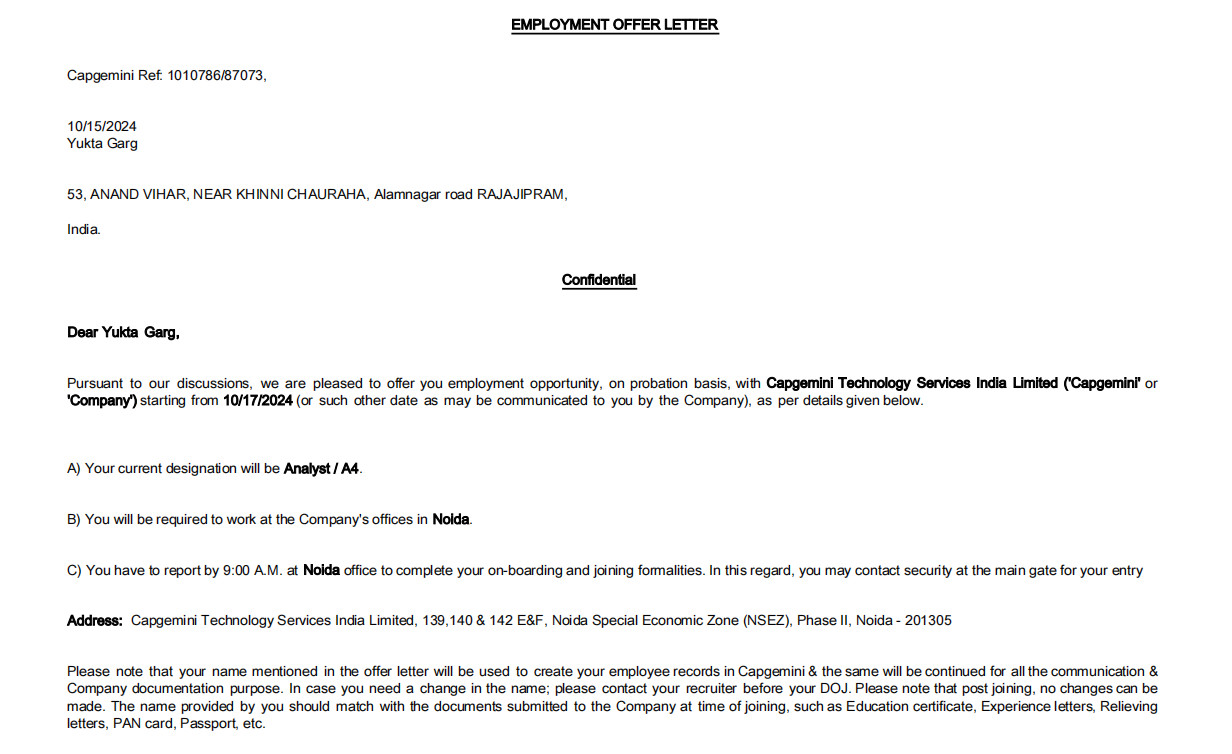 EMPLOYMENT OFFER LETTER
Capgemini Ref: 1010786/87073,
10/15/2024
Yukta Garg
53, ANAND VIHAR, NEAR KHINNI CHAURAHA, Alamnagar road RAJAJIPRAM,
India.
Confidential
Dear Yukta Garg,
Pursuant to our discussions, we are pleased to offer you employment opportunity, on probation basis, with Capgemini Technology Services India Limited ('Capgemini' or
'Company') starting from 10/17/2024 (or such other date as may be communicated to you by the Company), as per details given below.
A) Your current designation will be Analyst / A4.
B) You will be required to work at the Company's offices in Noida.
C) You have to report by 9:00 A.M. at Noida office to complete your on-boarding and joining formalities. In this regard, you may contact security at the main gate for your entry
Address: Capgemini Technology Services India Limited, 139,140 & 142 E&F, Noida Special Economic Zone (NSEZ), Phase II, Noida - 201305
Please note that your name mentioned in the offer letter will be used to create your employee records in Capgemini & the same will be continued for all the communication &
Company documentation purpose. In case you need a change in the name; please contact your recruiter before your DOJ. Please note that post joining, no changes can be
made. The name provided by you should match with the documents submitted to the Company at time of joining, such as Education certificate, Experience letters, Relieving
letters, PAN card, Passport, etc.